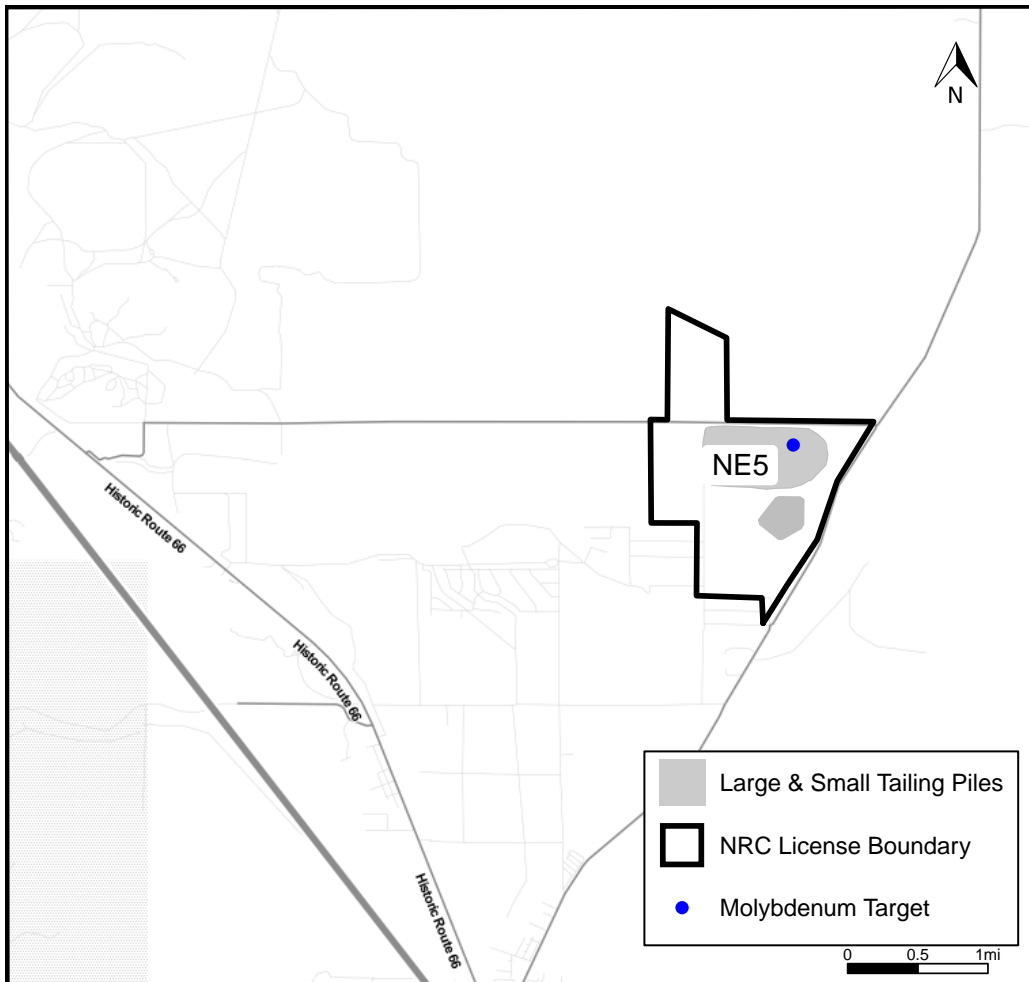 N
NE5
Historic Route 66
Historic Route 66
Historic Route 66
Large & Small Tailing Piles
NRC License Boundary
Molybdenum Target
0 0.5 1mi